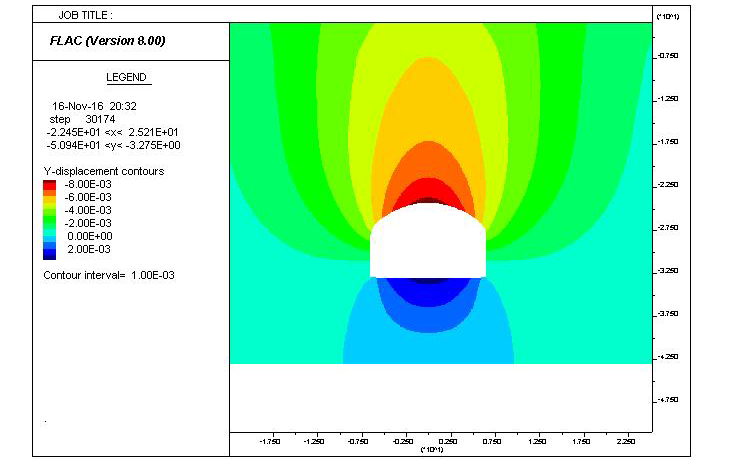 JOB TITLE :
FLAC (Version 8.00)
LEGEND
16-Nov-16 20:32
step 30174
-2.245E+01 <x< 2.521E+01
-5.094E+01 <y< -3.275E+00
Y-displacement contours
-8.00E-03
-6.00E-03
-4.00E-03
-2.00E-03
0.00E+00
2.00E-03
Contour interval= 1.00E-03
(*10^1)
-0.750
-1.250
-1.750
-2.250
-2.750
-3.250
-3.750
-4.250
-4.750
-1.750 -1.250 -0.750 -0.250 0.250 0.750 1.250 1.750 2.250
(*10^1)